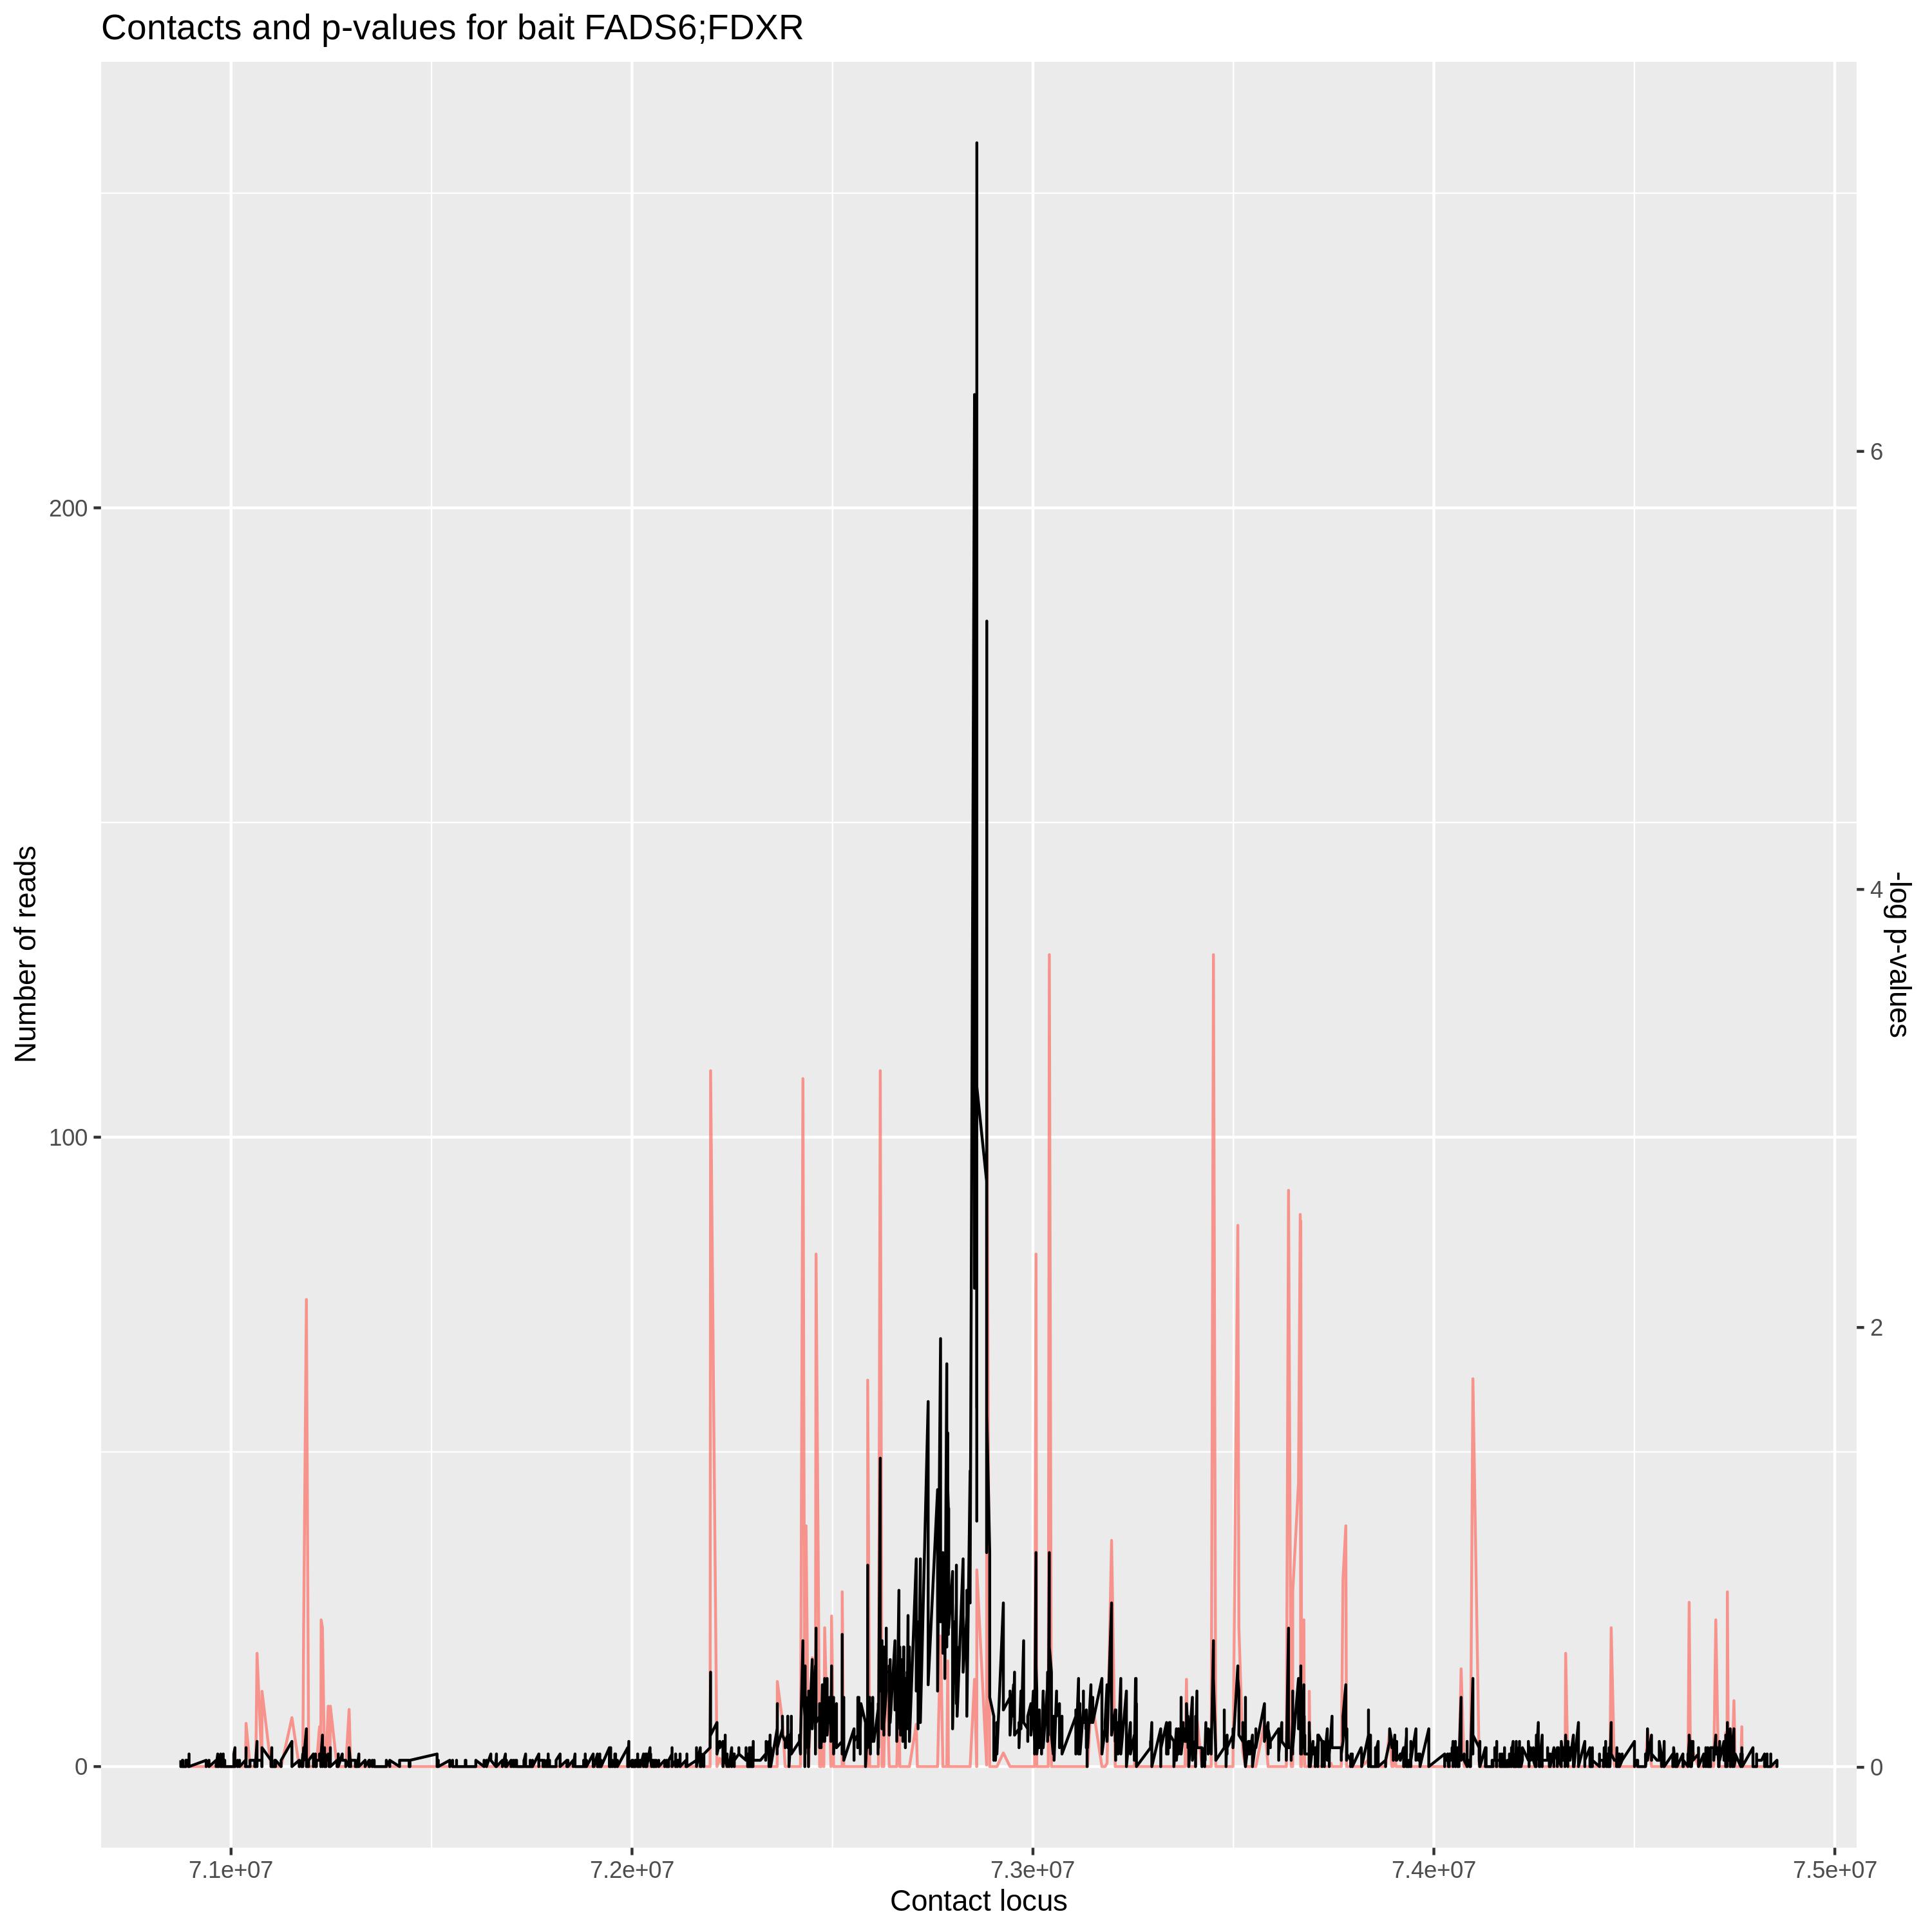 Contacts and p-values for bait FADS6;FDXR
200
100
0
Number of reads
6
4
2
0
-log p-values
7.1e+07 7.2e+07 7.3e+07 7.4e+07 7.5e+07
Contact locus